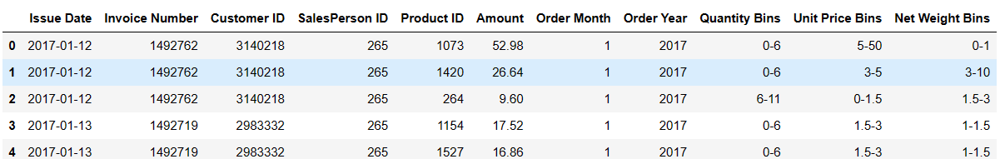 Issue Date Invoice Number Customer ID SalesPerson ID Product ID Amount Order Month Order Year Quantity Bins Unit Price Bins Net Weight Bins
0 2017-01-12 1492762 3140218 265 1073 52.98 1 2017 0-6 5-50 0-1
1 2017-01-12 1492762 3140218 265 1420 26.64 1 2017 0-6 3-5 3-10
2 2017-01-12 1492762 3140218 265 264 9.60 1 2017 6-11 0-1.5 1.5-3
3 2017-01-13 1492719 2983332 265 1154 17.52 1 2017 0-6 1.5-3 1-1.5
4 2017-01-13 1492719 2983332 265 1527 16.86 1 2017 0-6 1.5-3 1-1.5